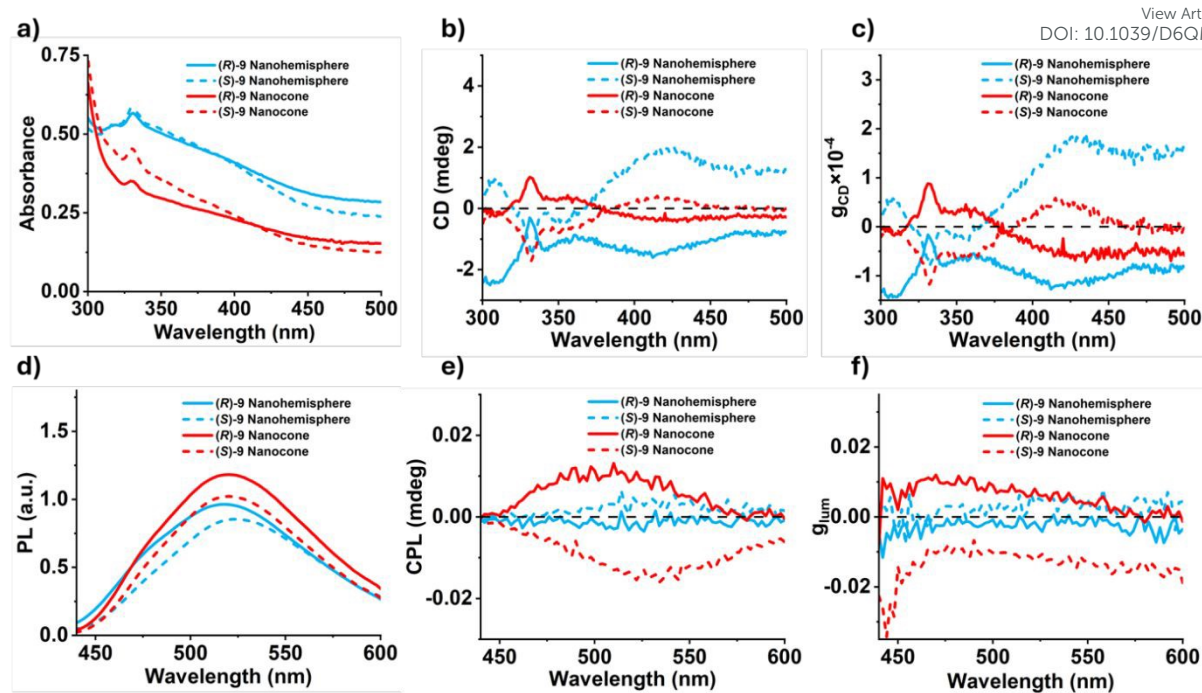 View Art
DOI: 10.1039/D6QM
a)
b)
c)
0.75
0.50
0.25
0.00
Absorbance
(R)-9 Nanohemisphere
(S)-9 Nanohemisphere
(R)-9 Nanocone
(S)-9 Nanocone
300 350 400 450 500
Wavelength (nm)
4
2
0
-2
CD (mdeg)
(R)-9 Nanohemisphere
(S)-9 Nanohemisphere
(R)-9 Nanocone
(S)-9 Nanocone
300 350 400 450 500
Wavelength (nm)
3
2
1
0
-1
gCD×10-4
(R)-9 Nanohemisphere
(S)-9 Nanohemisphere
(R)-9 Nanocone
(S)-9 Nanocone
300 350 400 450 500
Wavelength (nm)
d)
e)
f)
1.5
1.0
0.5
0.0
PL (a.u.)
(R)-9 Nanohemisphere
(S)-9 Nanohemisphere
(R)-9 Nanocone
(S)-9 Nanocone
450 500 550 600
Wavelength (nm)
0.02
0.00
-0.02
CPL (mdeg)
(R)-9 Nanohemisphere
(S)-9 Nanohemisphere
(R)-9 Nanocone
(S)-9 Nanocone
450 500 550 600
Wavelength (nm)
0.02
0.00
-0.02
glum
(R)-9 Nanohemisphere
(S)-9 Nanohemisphere
(R)-9 Nanocone
(S)-9 Nanocone
450 500 550 600
Wavelength (nm)